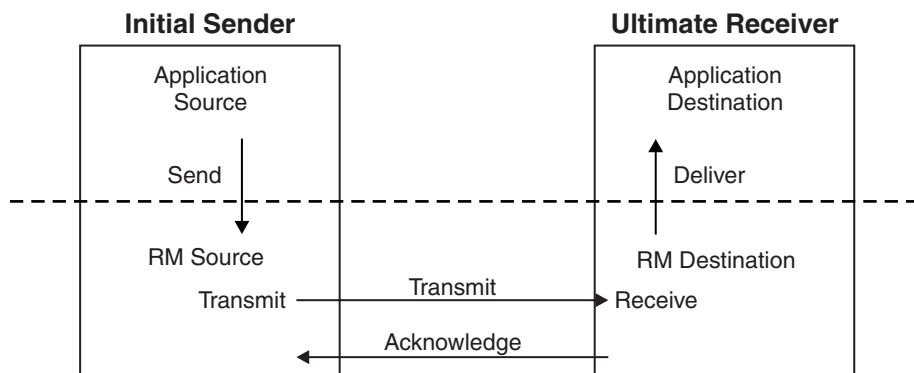 Initial Sender
Ultimate Receiver
Application
Source
Application
Destination
Send
Deliver
RM Source
RM Destination
Transmit
Transmit
Receive
Acknowledge